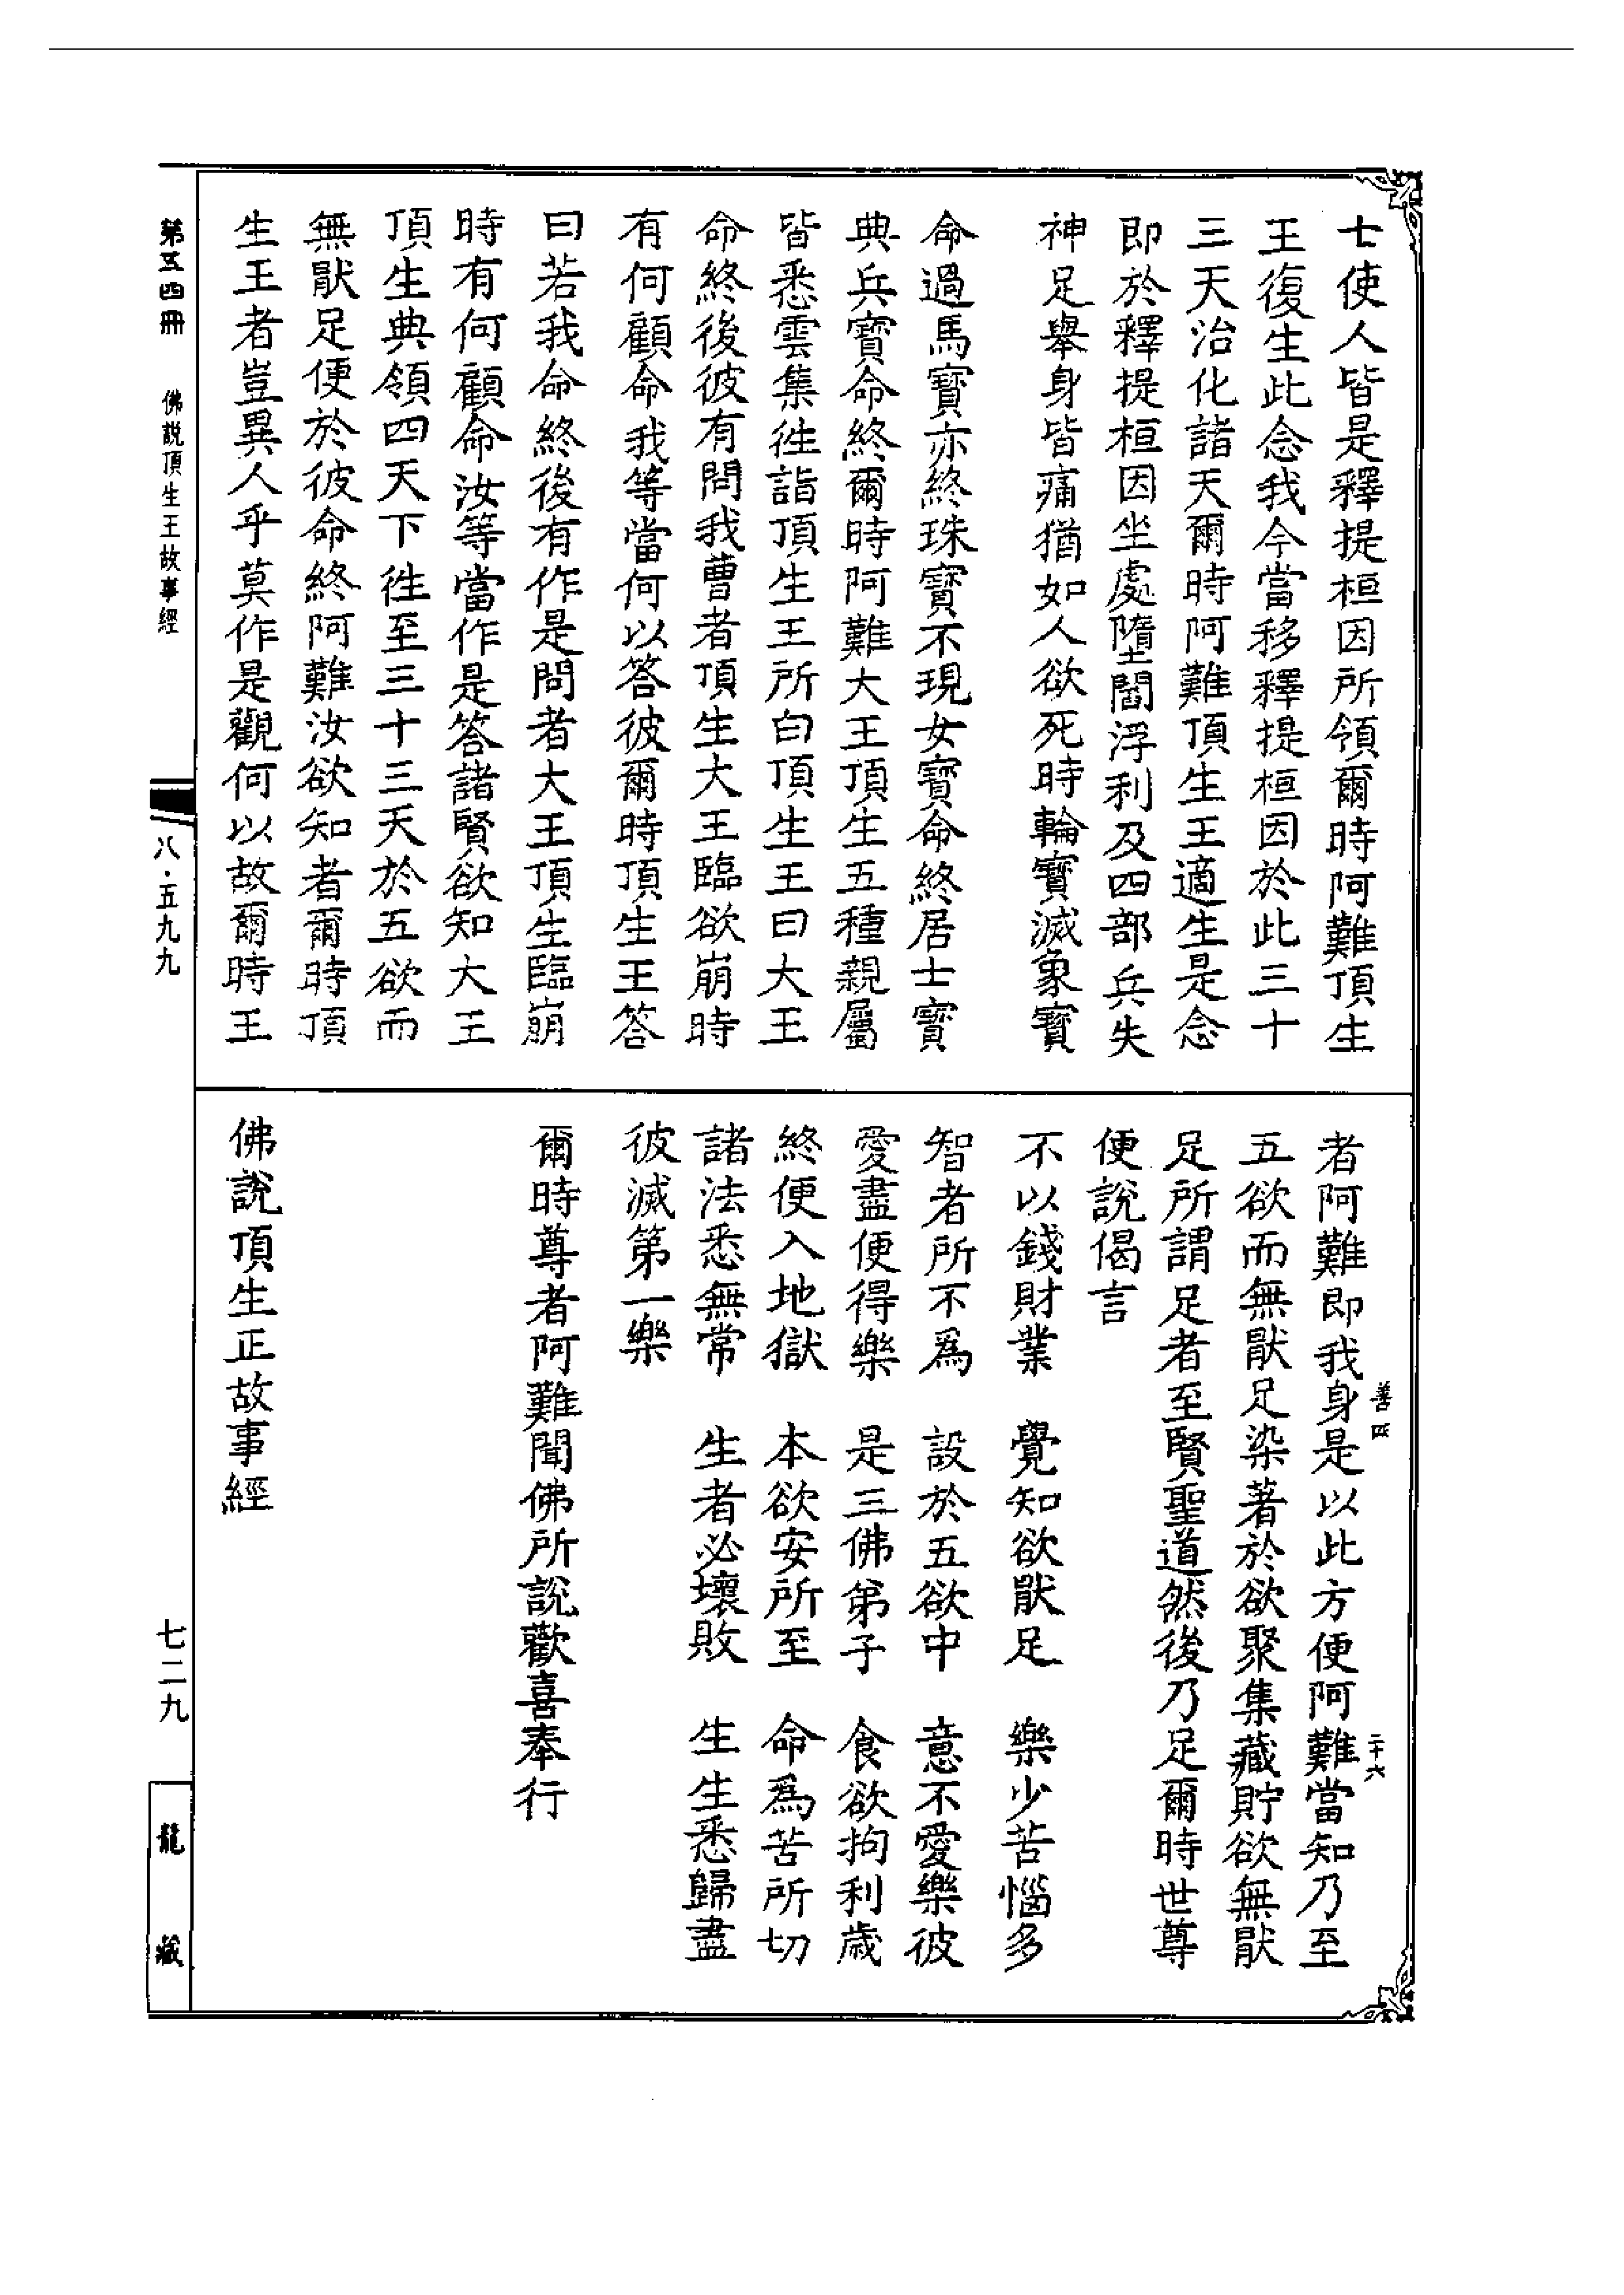 士使人皆是釋提桓因所領爾時阿難頂生
王復生此念我今當移釋提桓因於此三十
三天治化諸天爾時阿難頂生王適生是念
即於釋提桓因坐處墮閻浮利及四部兵失
神足舉身皆痛猶如人欲死時輪寶滅象寶
命過馬寶亦終珠寶不現女寶命終居士寶
典兵寶命終爾時阿難大王頂生五種親屬
皆悉雲集徃詣頂生王所白頂生王曰大王
命終後彼有問我曹者頂生大王臨欲崩時
有何顧命我等當何以答彼爾時頂生王答
曰若我命終後有作是問者大王頂生臨崩
時有何顧命汝等當作是答諸賢欲知大王
頂生典領四天下徃至三十三天於五欲而
無猒足便於彼命終阿難汝欲知者爾時頂
生王者豈異人乎莫作是觀何以故爾時王
者阿難即我身是以此方便阿難當知乃至
五欲而無猒足染著於欲聚集藏貯欲無猒
足所謂足者至賢聖道然後乃足爾時世尊
便說偈言
不以錢財業　覺知欲猒足　樂少苦惱多
智者所不爲　設於五欲中　意不愛樂彼
愛盡便得樂　是三佛弟子　食欲拘利歲
終便入地獄　本欲安所至　命爲苦所切
諸法悉無常　生者必壞敗　生生悉歸盡
彼滅第一樂
爾時尊者阿難聞佛所說歡喜奉行
佛說頂生王故事經
善四
二十六
第五四冊　佛說頂生王故事經
八·五九九
七二九
龍藏